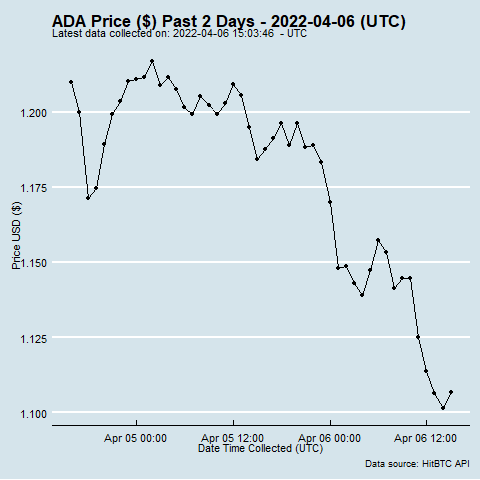 ADA Price ($) Past 2 Days - 2022-04-06 (UTC)
Latest data collected on: 2022-04-06 15:03:46  - UTC
1.200
1.175
1.150
1.125
1.100
Price USD ($)
Apr 05 00:00 Apr 05 12:00 Apr 06 00:00 Apr 06 12:00
Date Time Collected (UTC)
Data source: HitBTC API